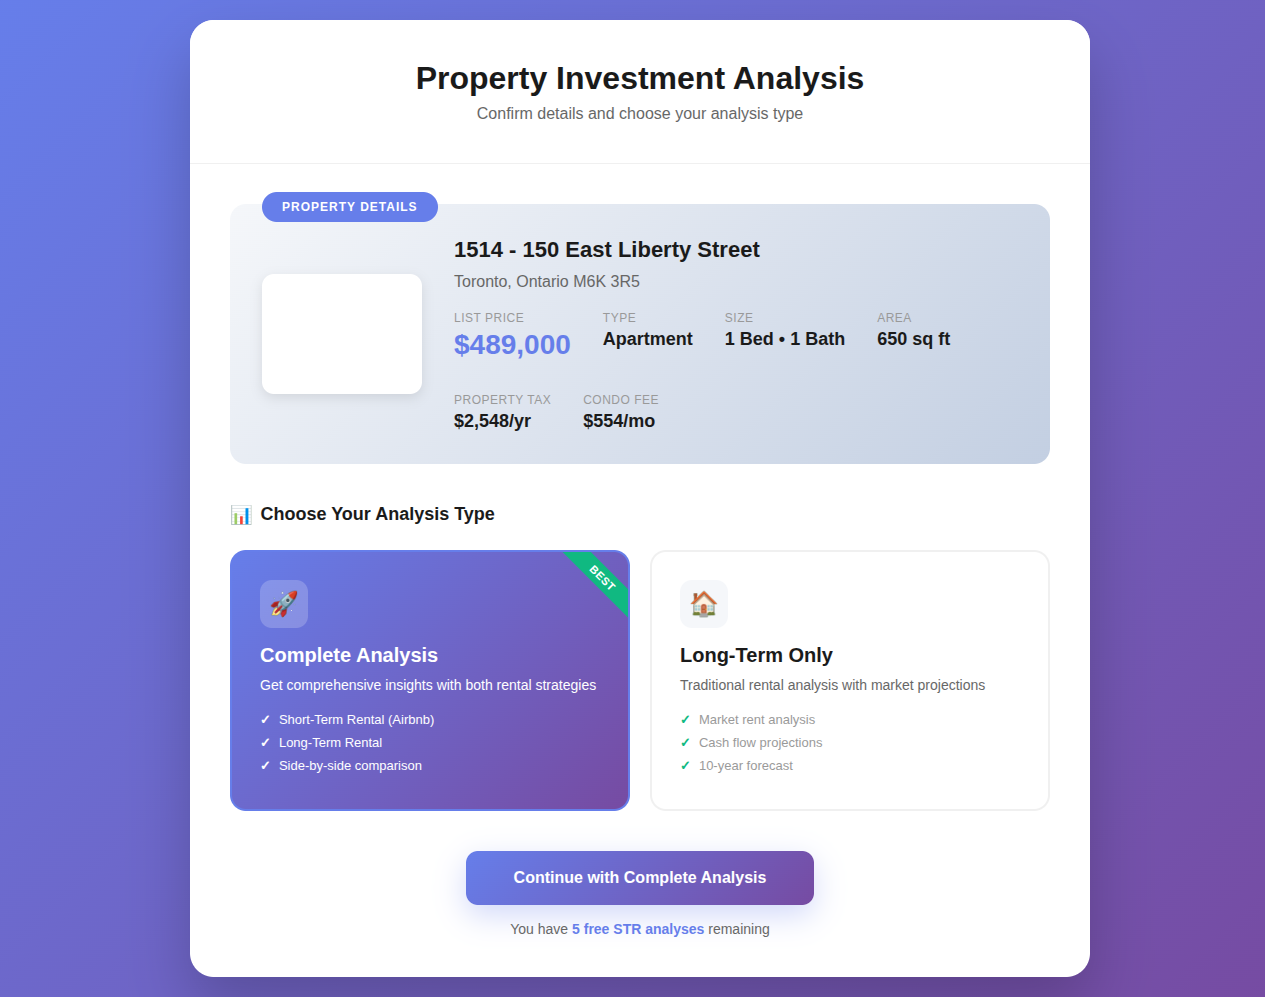 Property Investment Analysis
Confirm details and choose your analysis type
PROPERTY DETAILS
1514 - 150 East Liberty Street
Toronto, Ontario M6K 3R5
LIST PRICE
$489,000
TYPE
Apartment
SIZE
1 Bed • 1 Bath
AREA
650 sq ft
PROPERTY TAX
$2,548/yr
CONDO FEE
$554/mo
📊 Choose Your Analysis Type
BEST
Complete Analysis
Get comprehensive insights with both rental strategies
✓ Short-Term Rental (Airbnb)
✓ Long-Term Rental
✓ Side-by-side comparison
Long-Term Only
Traditional rental analysis with market projections
✓ Market rent analysis
✓ Cash flow projections
✓ 10-year forecast
Continue with Complete Analysis
You have 5 free STR analyses remaining